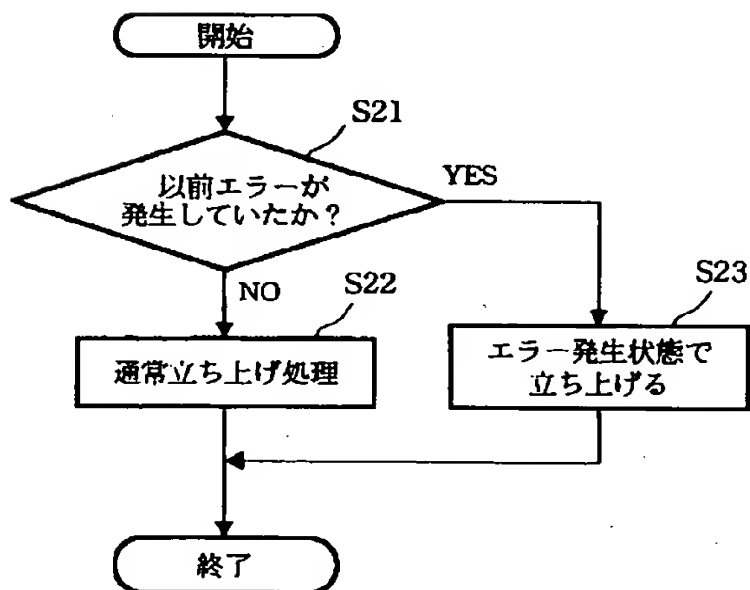 開始
S21
以前エラーが
発生していたか？
YES
NO
S22
通常立ち上げ処理
S23
エラー発生状態で
立ち上げる
終了